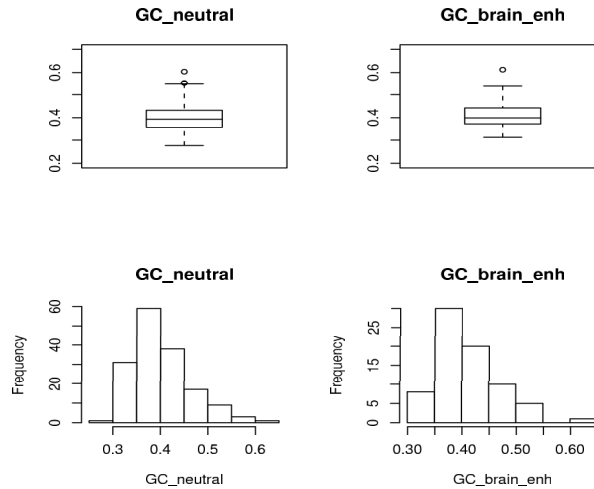 GC_neutral
0.2 0.4 0.6
GC_brain_enh
0.2 0.4 0.6
GC_neutral
Frequency
0 20 40 60
0.3 0.4 0.5 0.6
GC_neutral
GC_brain_enh
Frequency
5 15 25
0.30 0.40 0.50 0.60
GC_brain_enh